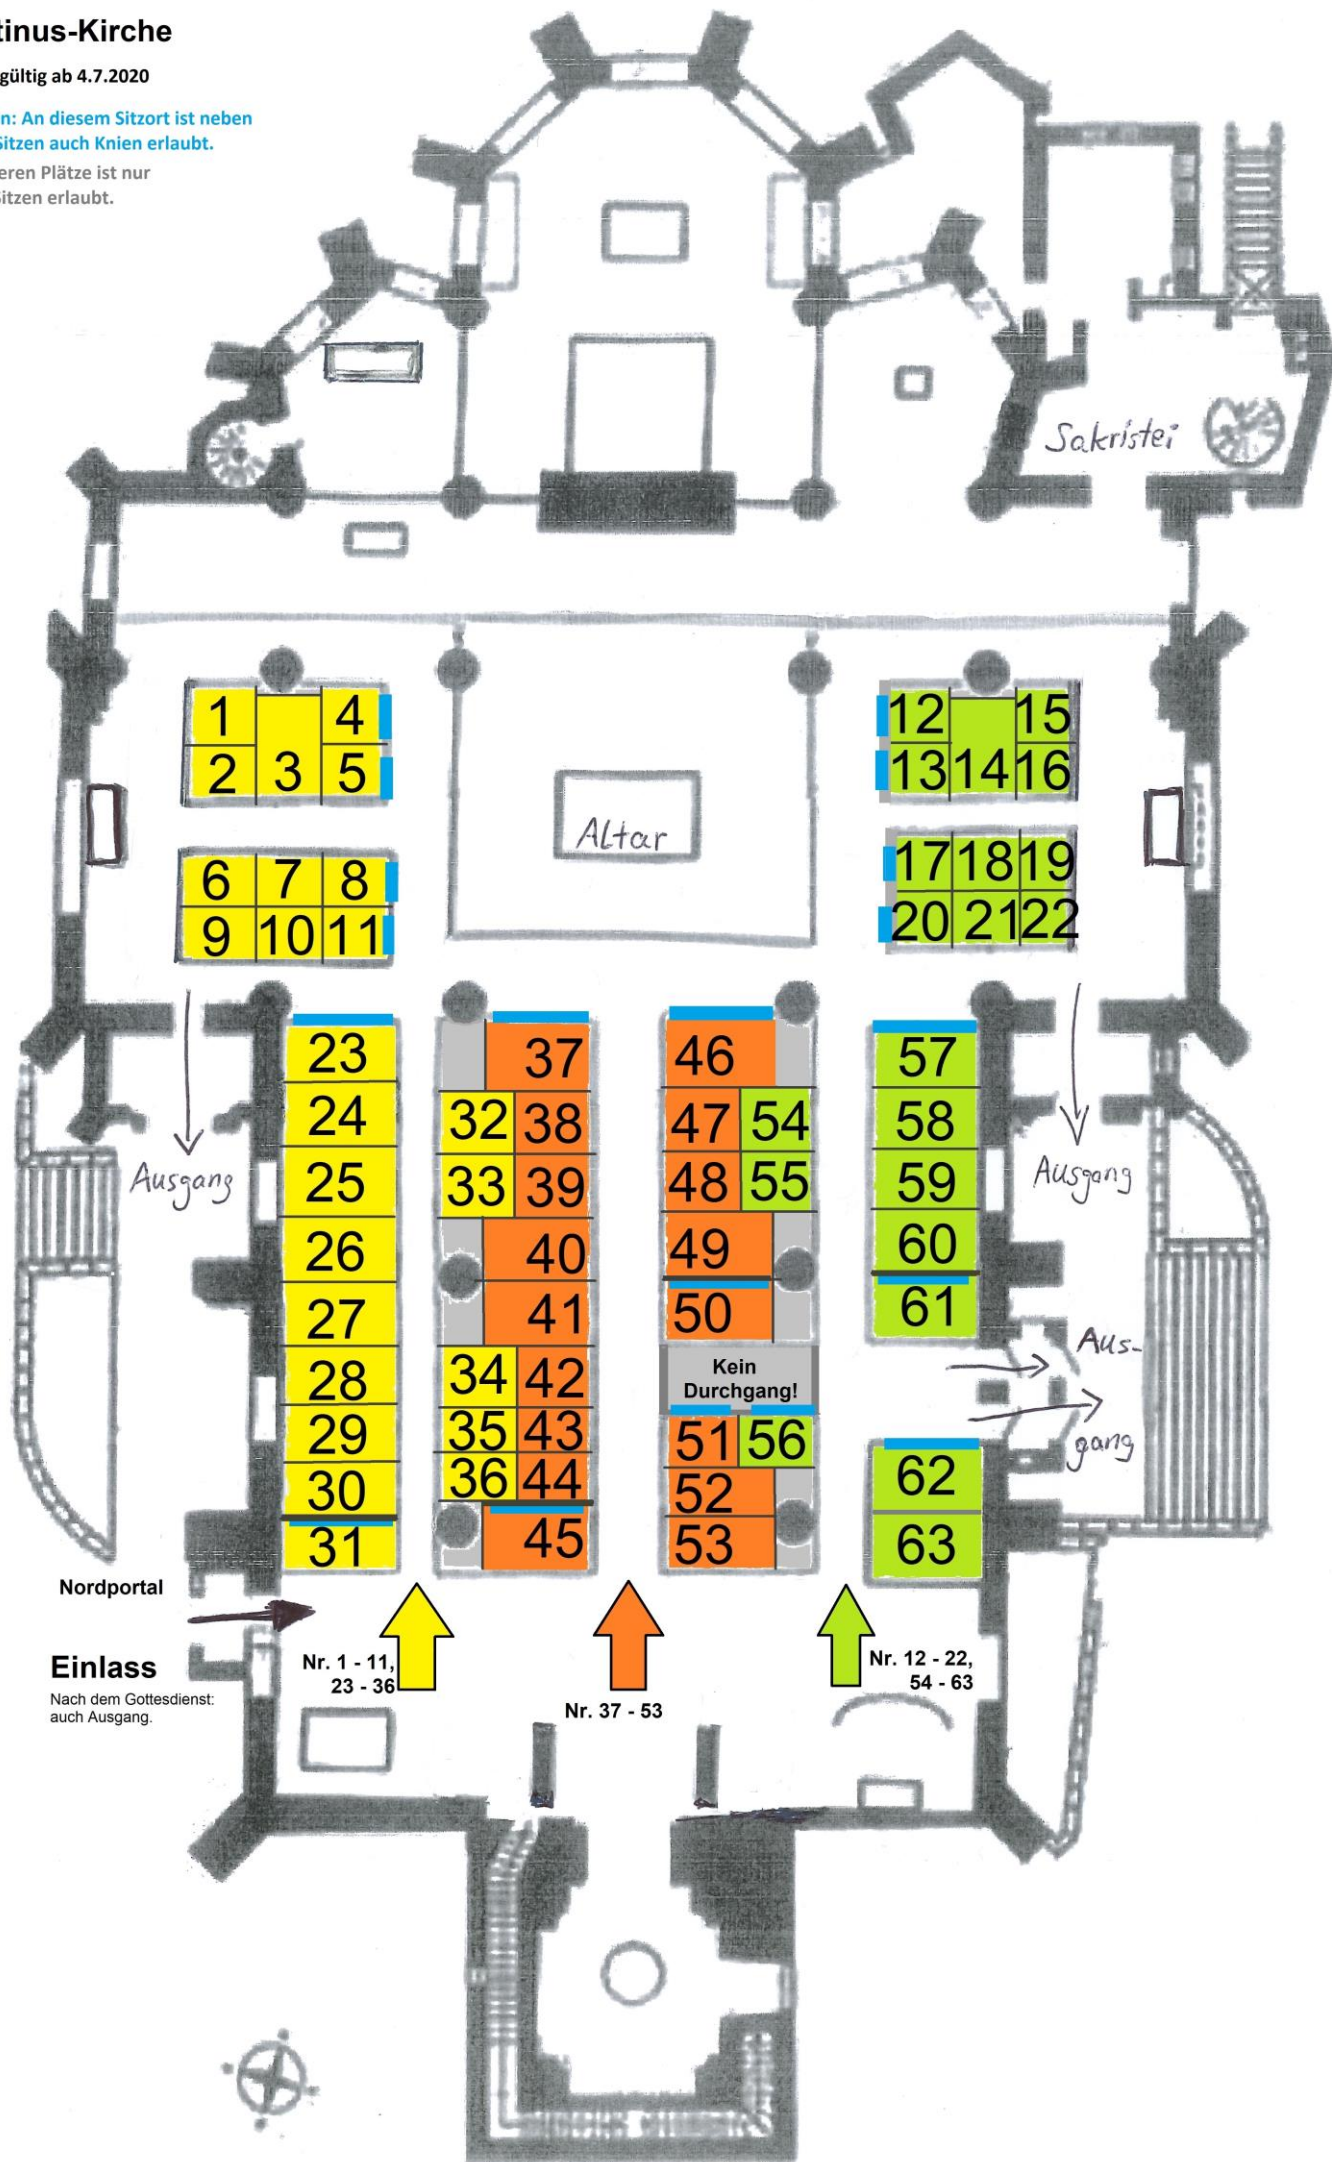 tinus-Kirche
gültig ab 4.7.2020
n: An diesem Sitzort ist neben
Sitzen auch Knien erlaubt.
eren Plätze ist nur
Sitzen erlaubt.
Sakristei
1 4
2 3 5
12 15
13 14 16
Altar
6 7 8
9 10 11
17 18 19
20 21 22
23
24
25
26
27
28
29
30
31
37
32 38
33 39
40
41
34 42
35 43
36 44
45
46
47 54
48 55
49
50
Kein
Durchgang!
51 56
52
53
57
58
59
60
61
62
63
Ausgang
Ausgang
Aus-
gang
Nordportal
Einlass
Nach dem Gottesdienst:
auch Ausgang.
Nr. 1 - 11,
23 - 36
Nr. 37 - 53
Nr. 12 - 22,
54 - 63